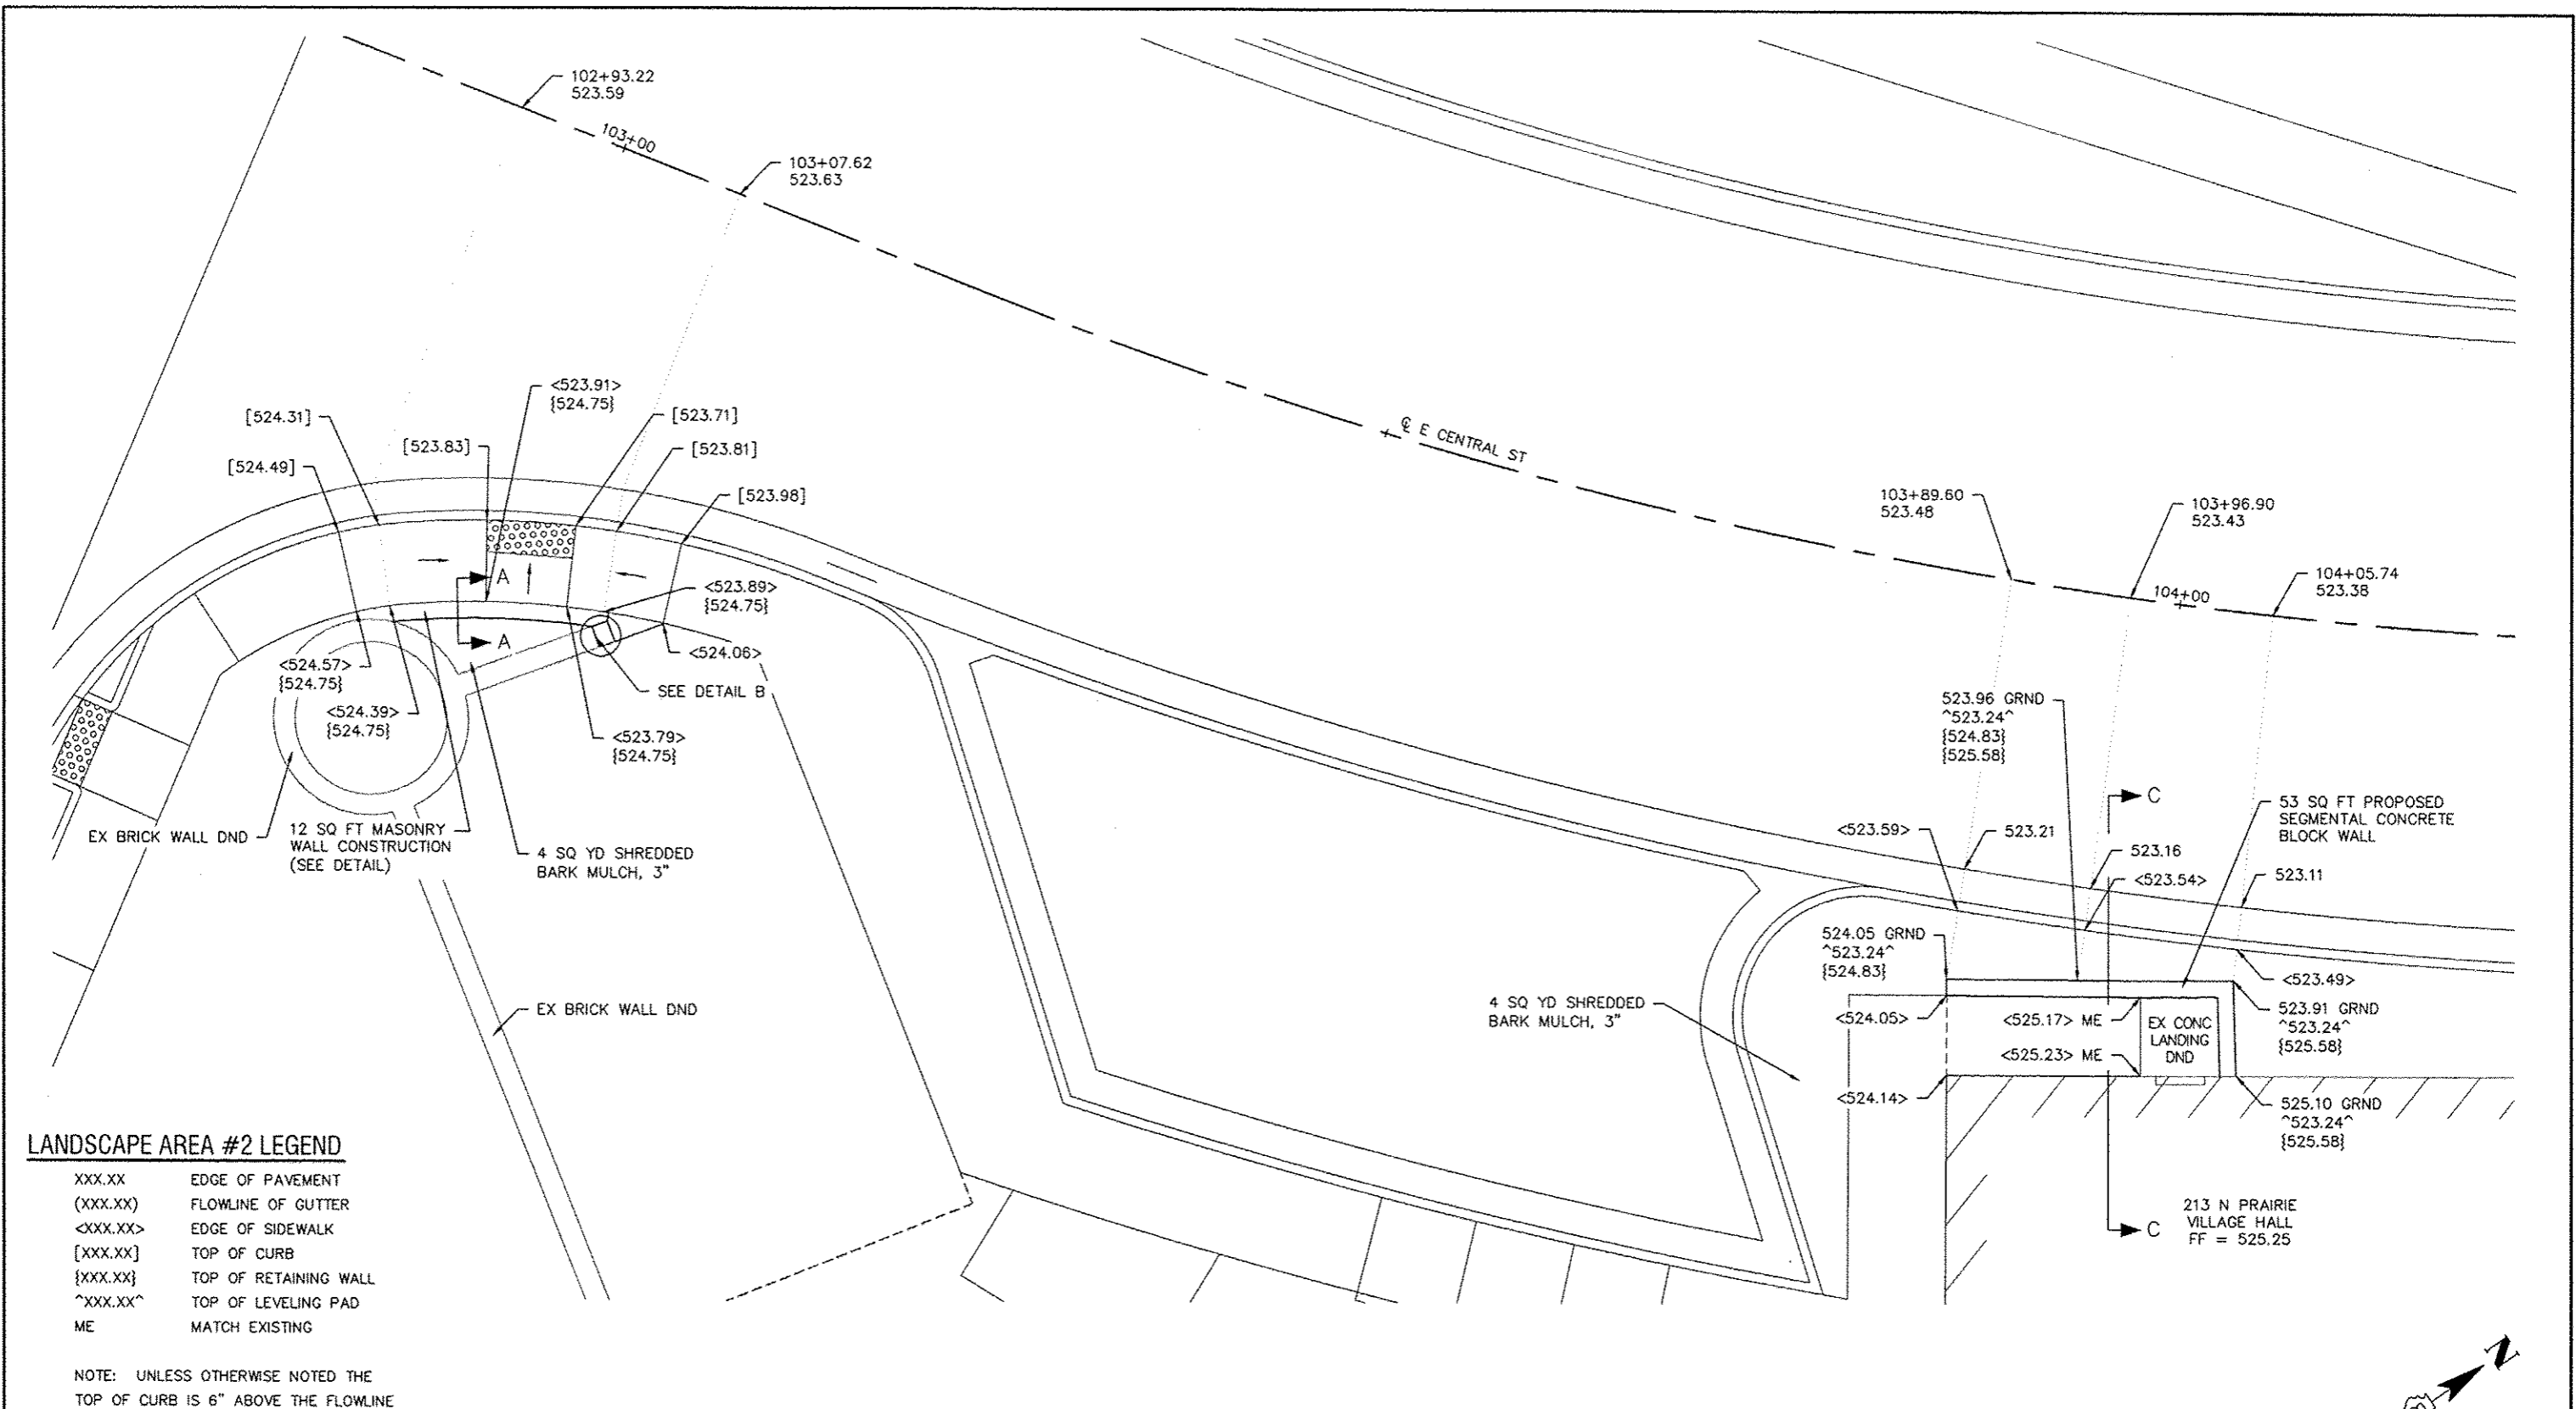 102+93.22
523.59
103+00
103+07.62
523.63
<523.91>
{524.75}
[524.31]
[523.71]
[523.83]
[523.81]
[524.49]
[523.98]
℄ E CENTRAL ST
103+89.60
523.48
103+96.90
523.43
104+00
104+05.74
523.38
A
<523.89>
{524.75}
A
<524.06>
<524.57>
{524.75}
SEE DETAIL B
<524.39>
{524.75}
<523.79>
{524.75}
523.96 GRND
^523.24^
{524.83}
{525.58}
C
53 SQ FT PROPOSED
SEGMENTAL CONCRETE
BLOCK WALL
EX BRICK WALL DND
12 SQ FT MASONRY
WALL CONSTRUCTION
(SEE DETAIL)
4 SQ YD SHREDDED
BARK MULCH, 3"
<523.59>
523.21
523.16
<523.54>
523.11
524.05 GRND
^523.24^
{524.83}
<523.49>
EX BRICK WALL DND
4 SQ YD SHREDDED
BARK MULCH, 3"
<524.05>
<525.17> ME
<525.23> ME
EX CONC
LANDING
DND
523.91 GRND
^523.24^
{525.58}
<524.14>
525.10 GRND
^523.24^
{525.58}
C
213 N PRAIRIE
VILLAGE HALL
FF = 525.25
LANDSCAPE AREA #2 LEGEND
XXX.XX EDGE OF PAVEMENT
(XXX.XX) FLOWLINE OF GUTTER
<XXX.XX> EDGE OF SIDEWALK
[XXX.XX] TOP OF CURB
{XXX.XX} TOP OF RETAINING WALL
^XXX.XX^ TOP OF LEVELING PAD
ME MATCH EXISTING
NOTE: UNLESS OTHERWISE NOTED THE
TOP OF CURB IS 6" ABOVE THE FLOWLINE
N